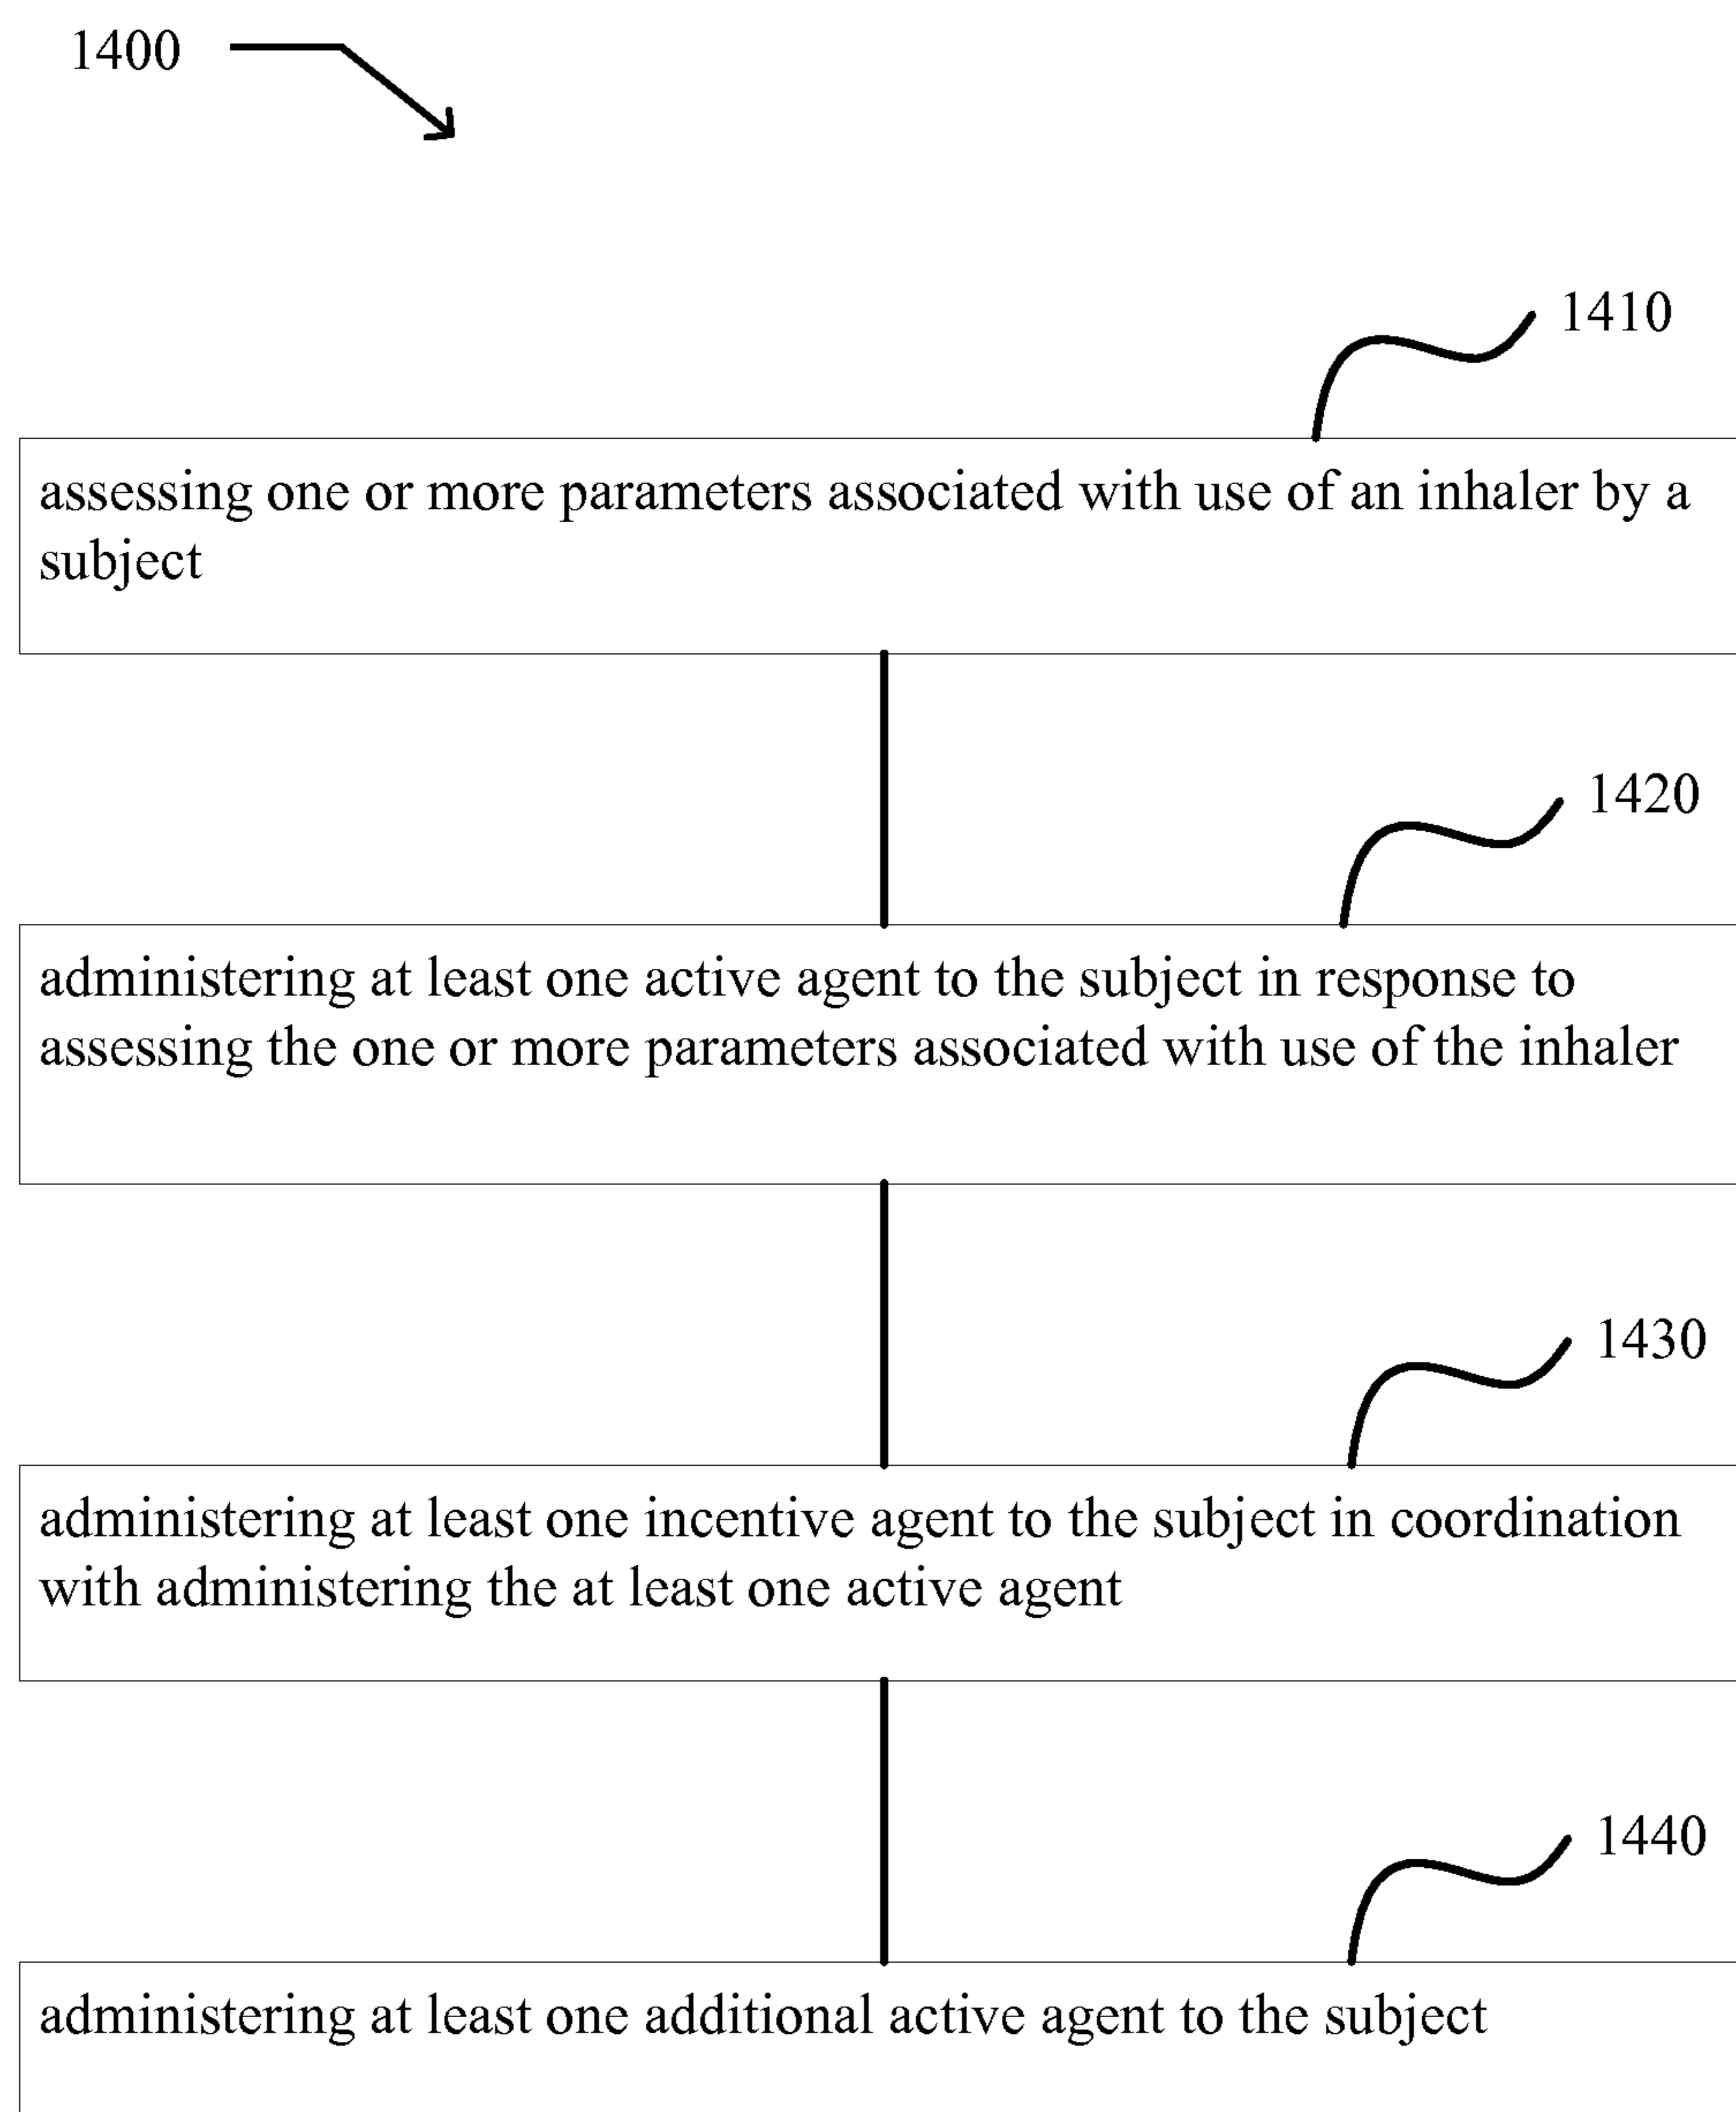 1400
1410
assessing one or more parameters associated with use of an inhaler by a
subject
1420
administering at least one active agent to the subject in response to
assessing the one or more parameters associated with use of the inhaler
1430
administering at least one incentive agent to the subject in coordination
with administering the at least one active agent
1440
administering at least one additional active agent to the subject